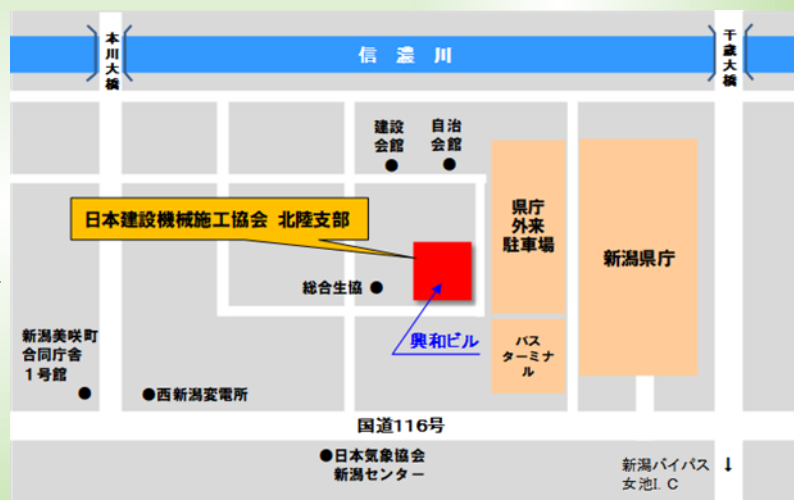 本川大橋
信濃川
千歳大橋
建設
会館
●
自治
会館
●
県庁
外来
駐車場
日本建設機械施工協会 北陸支部
新潟県庁
総合生協 ●
興和ビル
バス
ターミナ
ル
新潟美咲町
合同庁舎
1号館
●
●西新潟変電所
国道116号
●日本気象協会
新潟センター
新潟バイパス
女池I.C
↓